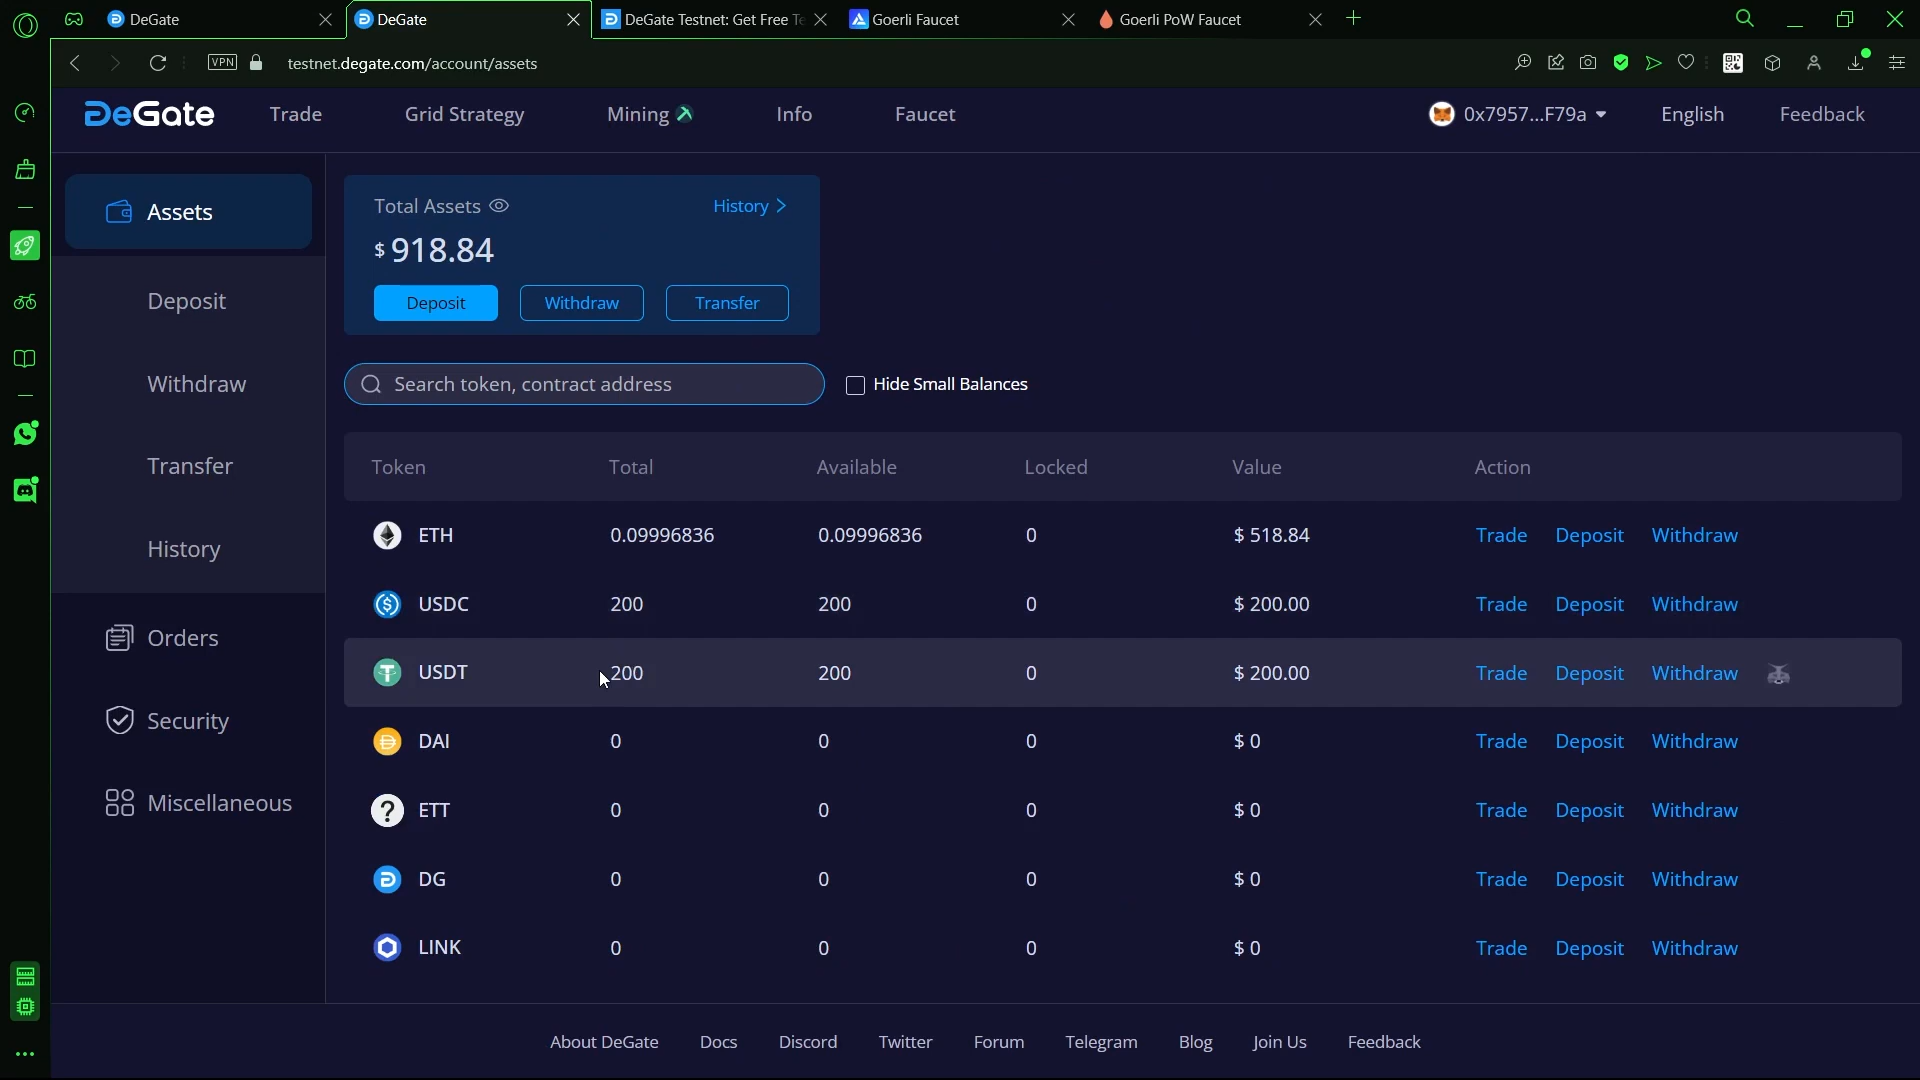 DeGate
DeGate
DeGate Testnet: Get Free Te
Goerli Faucet
Goerli PoW Faucet
VPN
testnet.degate.com/account/assets
DeGate
Trade
Grid Strategy
Mining
Info
Faucet
0x7957...F79a
English
Feedback
Assets
Deposit
Withdraw
Transfer
History
Orders
Security
Miscellaneous
Total Assets
History
$ 918.84
Deposit
Withdraw
Transfer
Search token, contract address
Hide Small Balances
Token Total Available Locked Value Action
ETH 0.09996836 0.09996836 0 $ 518.84 Trade Deposit Withdraw
USDC 200 200 0 $ 200.00 Trade Deposit Withdraw
USDT 200 200 0 $ 200.00 Trade Deposit Withdraw
DAI 0 0 0 $ 0 Trade Deposit Withdraw
? ETT 0 0 0 $ 0 Trade Deposit Withdraw
DG 0 0 0 $ 0 Trade Deposit Withdraw
LINK 0 0 0 $ 0 Trade Deposit Withdraw
About DeGate
Docs
Discord
Twitter
Forum
Telegram
Blog
Join Us
Feedback